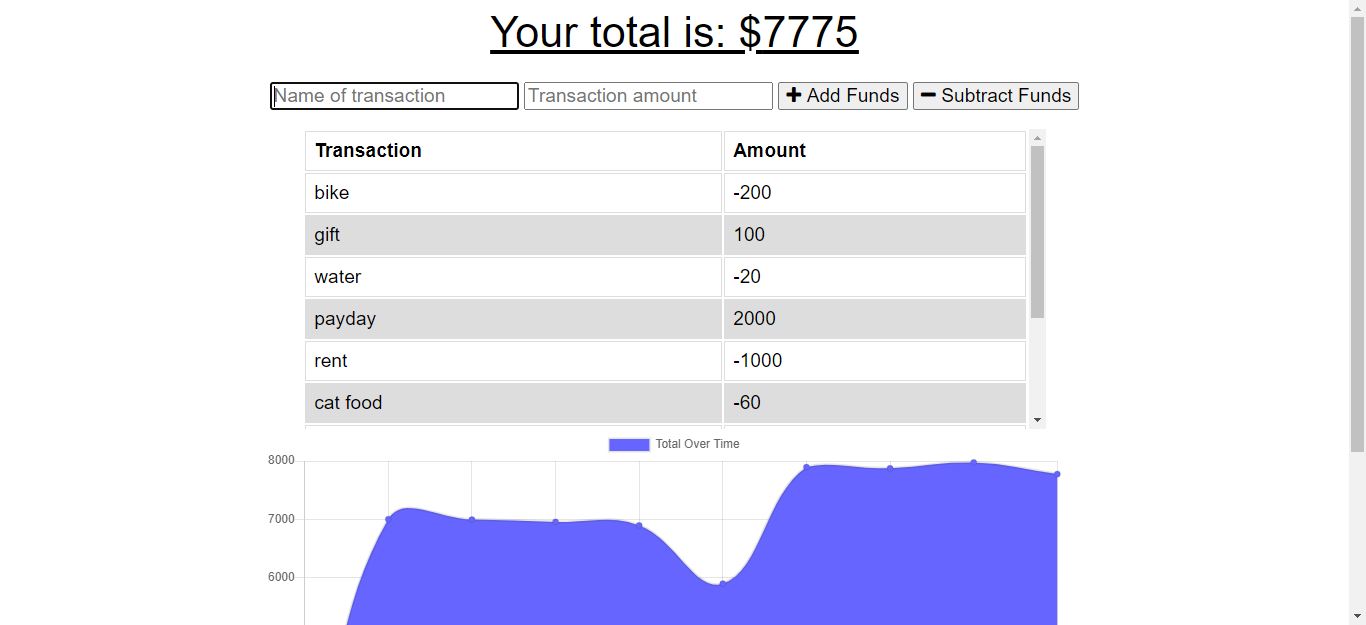 Your total is: $7775
Name of transaction Transaction amount Add Funds Subtract Funds
Transaction Amount
bike -200
gift 100
water -20
payday 2000
rent -1000
cat food -60
Total Over Time
8000
7000
6000